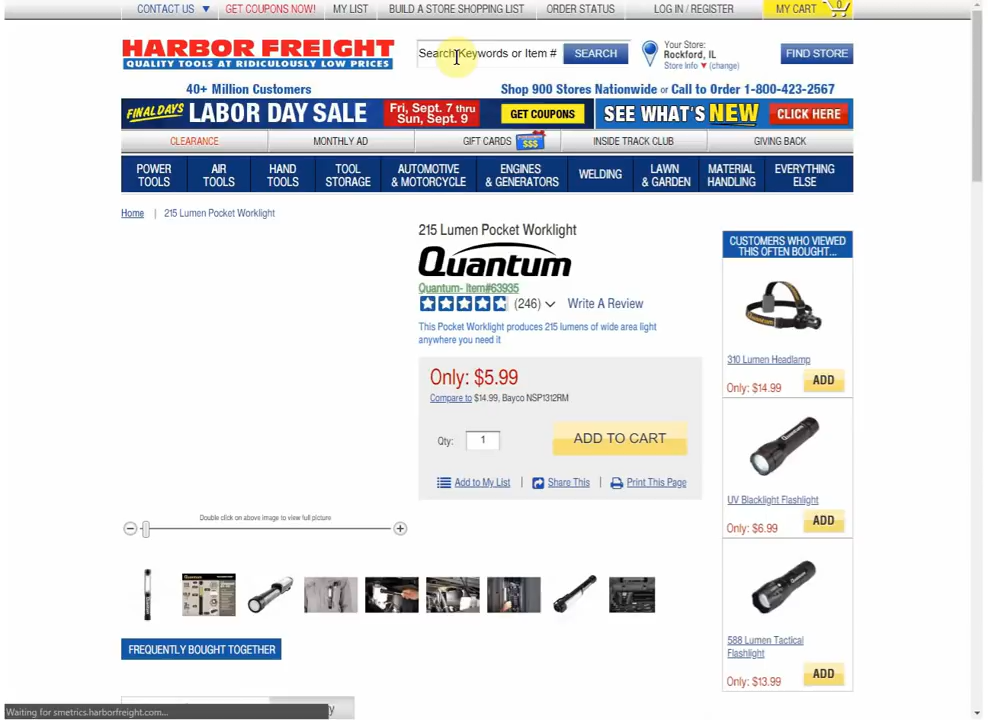 CONTACT US ▼ GET COUPONS NOW! MY LIST BUILD A STORE SHOPPING LIST ORDER STATUS LOG IN / REGISTER MY CART 0
HARBOR FREIGHT
QUALITY TOOLS AT RIDICULOUSLY LOW PRICES
Search Keywords or Item # SEARCH
Your Store:
Rockford, IL
Store Info ▼ (change)
FIND STORE
40+ Million Customers
Shop 900 Stores Nationwide or Call to Order 1-800-423-2567
FINAL DAYS LABOR DAY SALE Fri, Sept. 7 thru
Sun, Sept. 9
GET COUPONS
SEE WHAT'S NEW CLICK HERE
CLEARANCE MONTHLY AD GIFT CARDS $$$ INSIDE TRACK CLUB GIVING BACK
POWER
TOOLS
AIR
TOOLS
HAND
TOOLS
TOOL
STORAGE
AUTOMOTIVE
& MOTORCYCLE
ENGINES
& GENERATORS
WELDING
LAWN
& GARDEN
MATERIAL
HANDLING
EVERYTHING
ELSE
Home | 215 Lumen Pocket Worklight
215 Lumen Pocket Worklight
Quantum
Quantum- Item#63935
(246) Write A Review
This Pocket Worklight produces 215 lumens of wide area light
anywhere you need it
Only: $5.99
Compare to $14.99, Bayco NSP1312RM
Qty: 1 ADD TO CART
Add to My List | Share This | Print This Page
Double click on above image to view full picture
FREQUENTLY BOUGHT TOGETHER
CUSTOMERS WHO VIEWED
THIS OFTEN BOUGHT...
310 Lumen Headlamp
Only: $14.99 ADD
UV Blacklight Flashlight
Only: $6.99 ADD
588 Lumen Tactical
Flashlight
Only: $13.99 ADD
Waiting for smetrics.harborfreight.com...